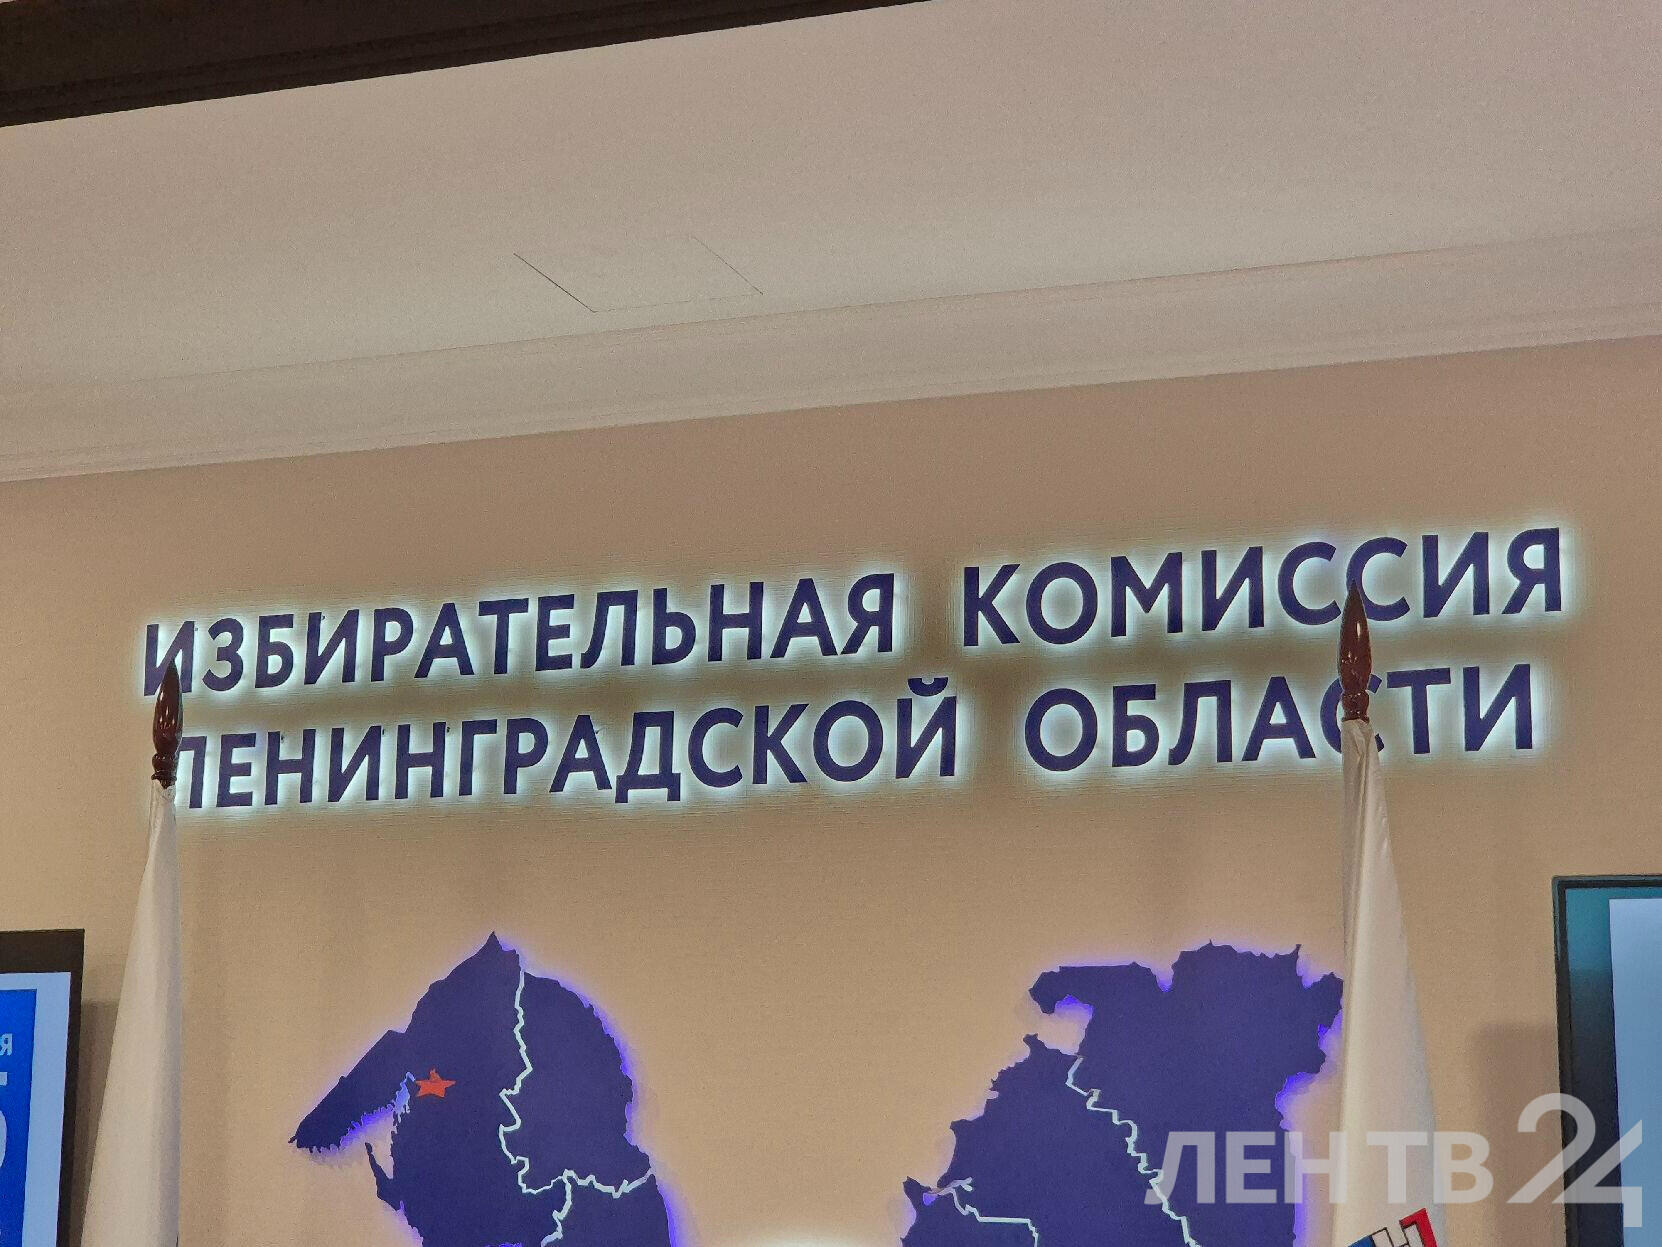 ИЗБИРАТЕЛЬНАЯ КОМИССИЯ
ЛЕНИНГРАДСКОЙ ОБЛАСТИ
ЛЕНТВ24